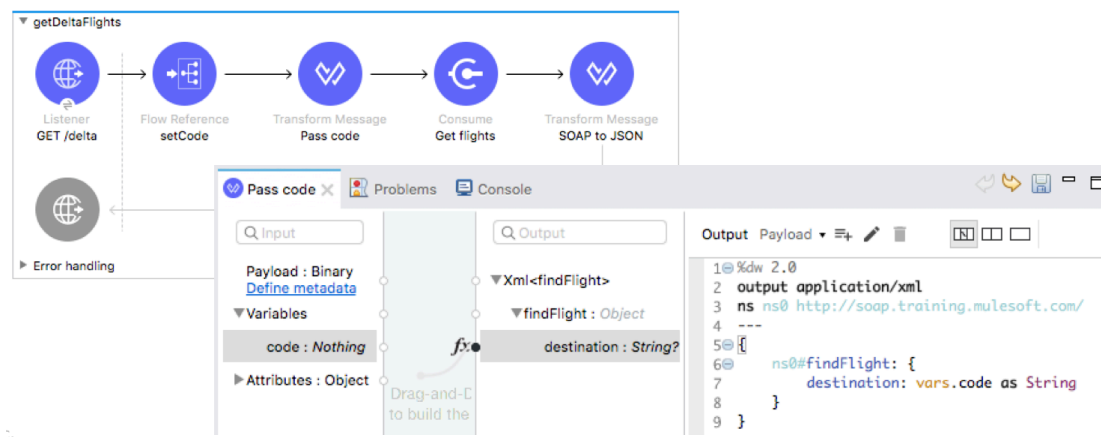 getDeltaFlights
Listener
GET /delta
Flow Reference
setCode
Transform Message
Pass code
Consume
Get flights
Transform Message
SOAP to JSON
Error handling
Pass code
Problems
Console
Input
Payload : Binary
Define metadata
Variables
code : Nothing
Attributes : Object
fx
Drag-and-D
to build the
Output
Xml<findFlight>
findFlight : Object
destination : String?
Output Payload
1 %dw 2.0
2 output application/xml
3 ns ns0 http://soap.training.mulesoft.com/
4 ---
5 {
6 ns0#findFlight: {
7 destination: vars.code as String
8 }
9 }